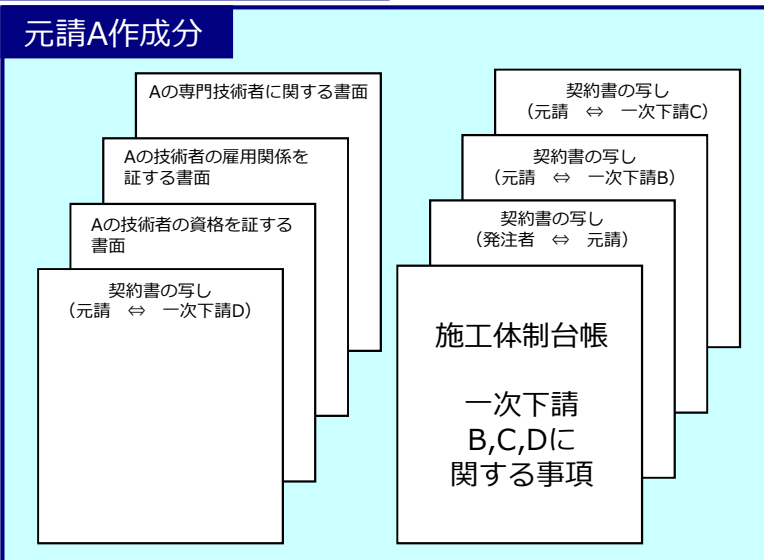 元請A作成分
Aの専門技術者に関する書面
Aの技術者の雇用関係を
証する書面
Aの技術者の資格を証する
書面
契約書の写し
（元請　⇔　一次下請D）
契約書の写し
（元請　⇔　一次下請C）
契約書の写し
（元請　⇔　一次下請B）
契約書の写し
（発注者　⇔　元請）
施工体制台帳
一次下請
B,C,Dに
関する事項